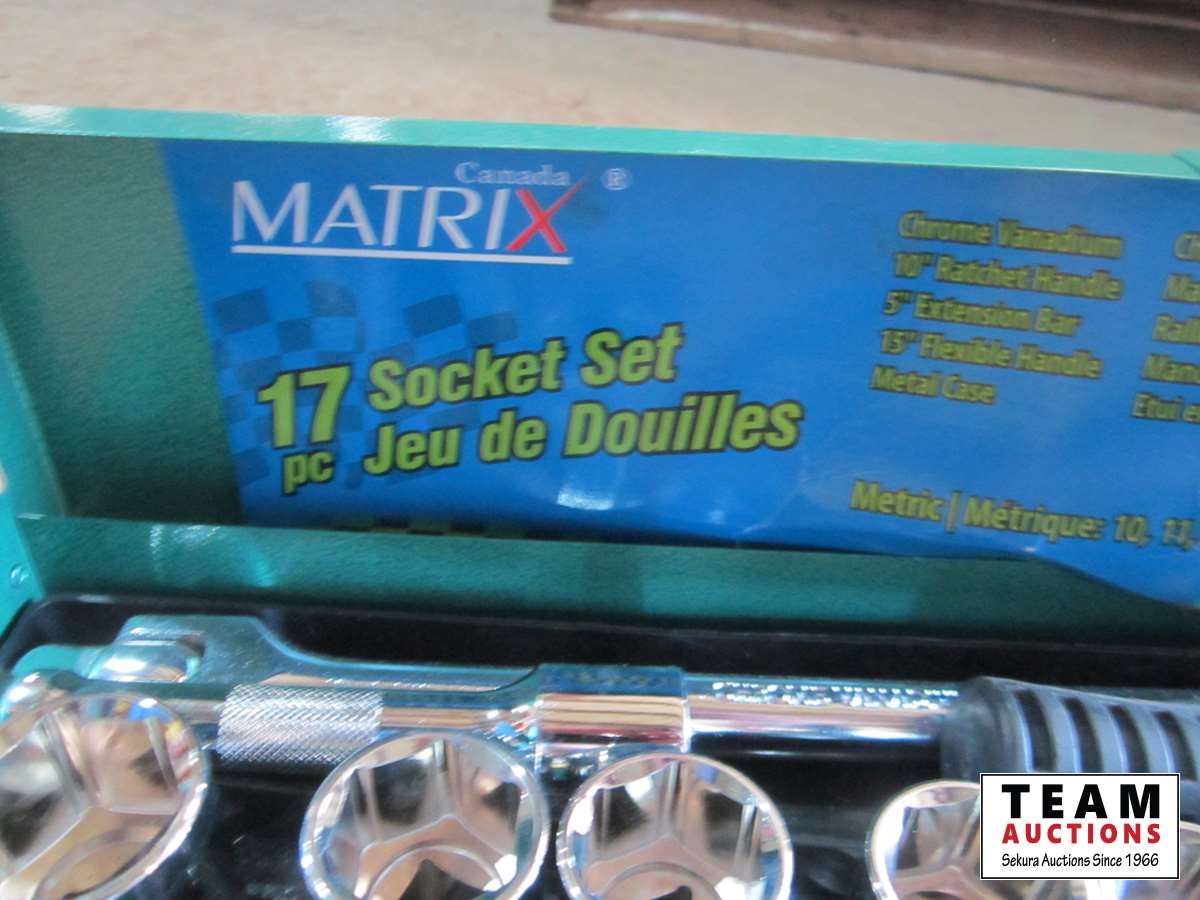 Canada ®
MATRIX
17 pc
Socket Set
Jeu de Douilles
Chrome Vanadium
10" Ratchet Handle
5" Extension Bar
15" Flexible Handle
Metal Case
Etui
Metric | Métrique: 10, 11,
TEAM
AUCTIONS
Sekura Auctions Since 1966